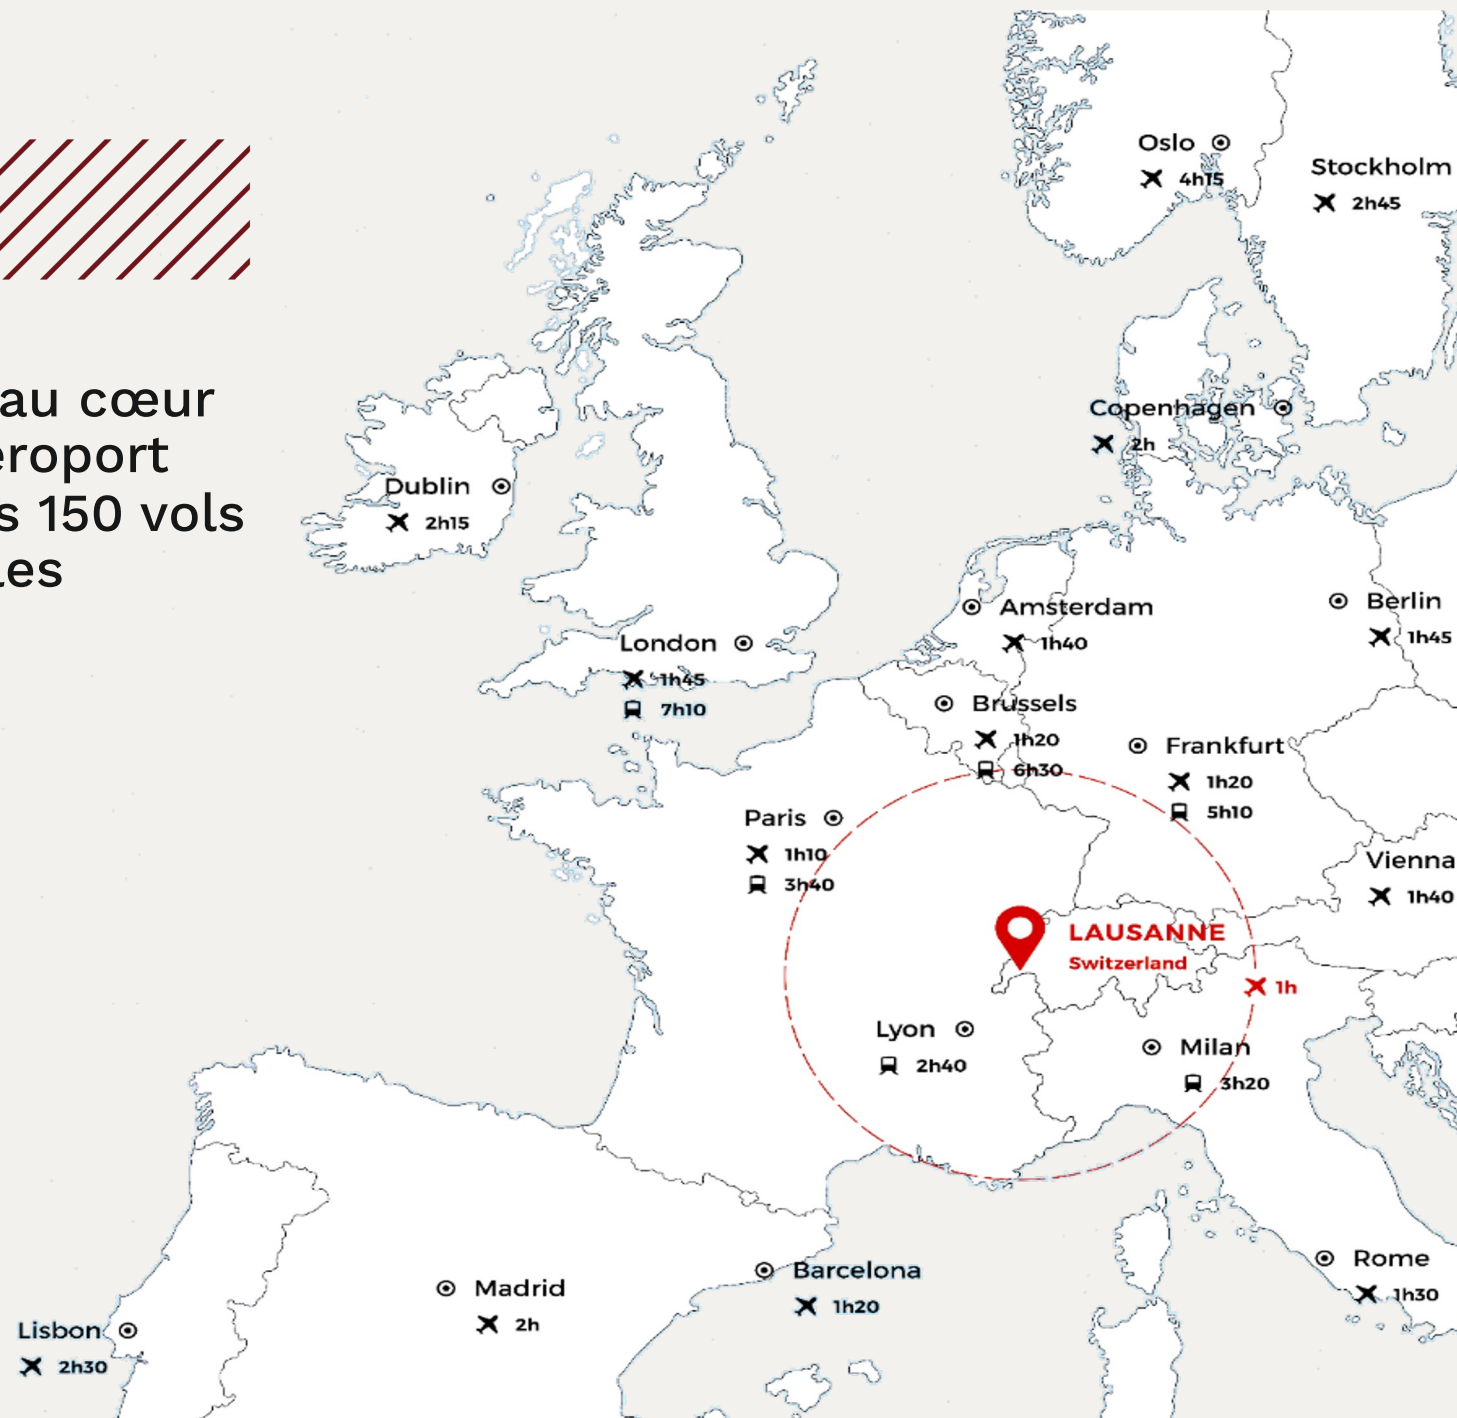 au cœur
eroport
s 150 vols
les
Oslo
4h15
Stockholm
2h45
Copenhagen
2h
Dublin
2h15
Amsterdam
1h40
Berlin
1h45
London
1h45
7h10
Brussels
1h20
6h30
Frankfurt
1h20
5h10
Paris
1h10
3h40
Vienna
1h40
LAUSANNE
Switzerland
1h
Lyon
2h40
Milan
3h20
Rome
1h30
Barcelona
1h20
Madrid
2h
Lisbon
2h30